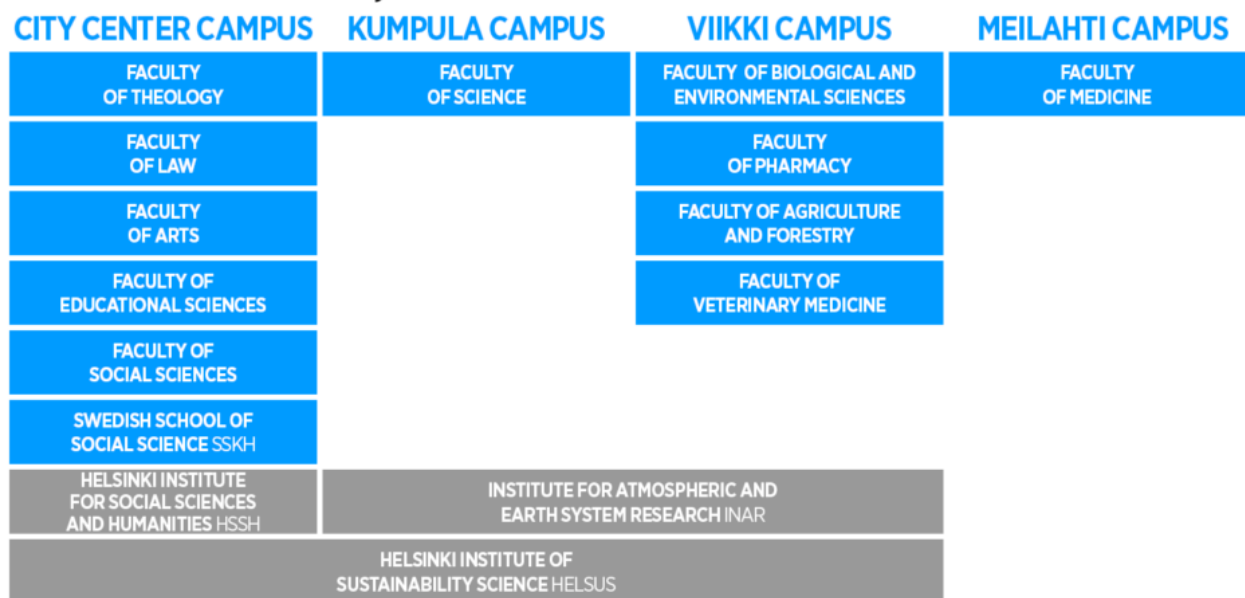 CITY CENTER CAMPUS
KUMPULA CAMPUS
VIIKKI CAMPUS
MEILAHTI CAMPUS
FACULTY
OF THEOLOGY
FACULTY
OF SCIENCE
FACULTY OF BIOLOGICAL AND
ENVIRONMENTAL SCIENCES
FACULTY
OF MEDICINE
FACULTY
OF LAW
FACULTY
OF PHARMACY
FACULTY
OF ARTS
FACULTY OF AGRICULTURE
AND FORESTRY
FACULTY OF
EDUCATIONAL SCIENCES
FACULTY OF
VETERINARY MEDICINE
FACULTY OF
SOCIAL SCIENCES
SWEDISH SCHOOL OF
SOCIAL SCIENCE SSKH
HELSINKI INSTITUTE
FOR SOCIAL SCIENCES
AND HUMANITIES HSSH
INSTITUTE FOR ATMOSPHERIC AND
EARTH SYSTEM RESEARCH INAR
HELSINKI INSTITUTE OF
SUSTAINABILITY SCIENCE HELSUS